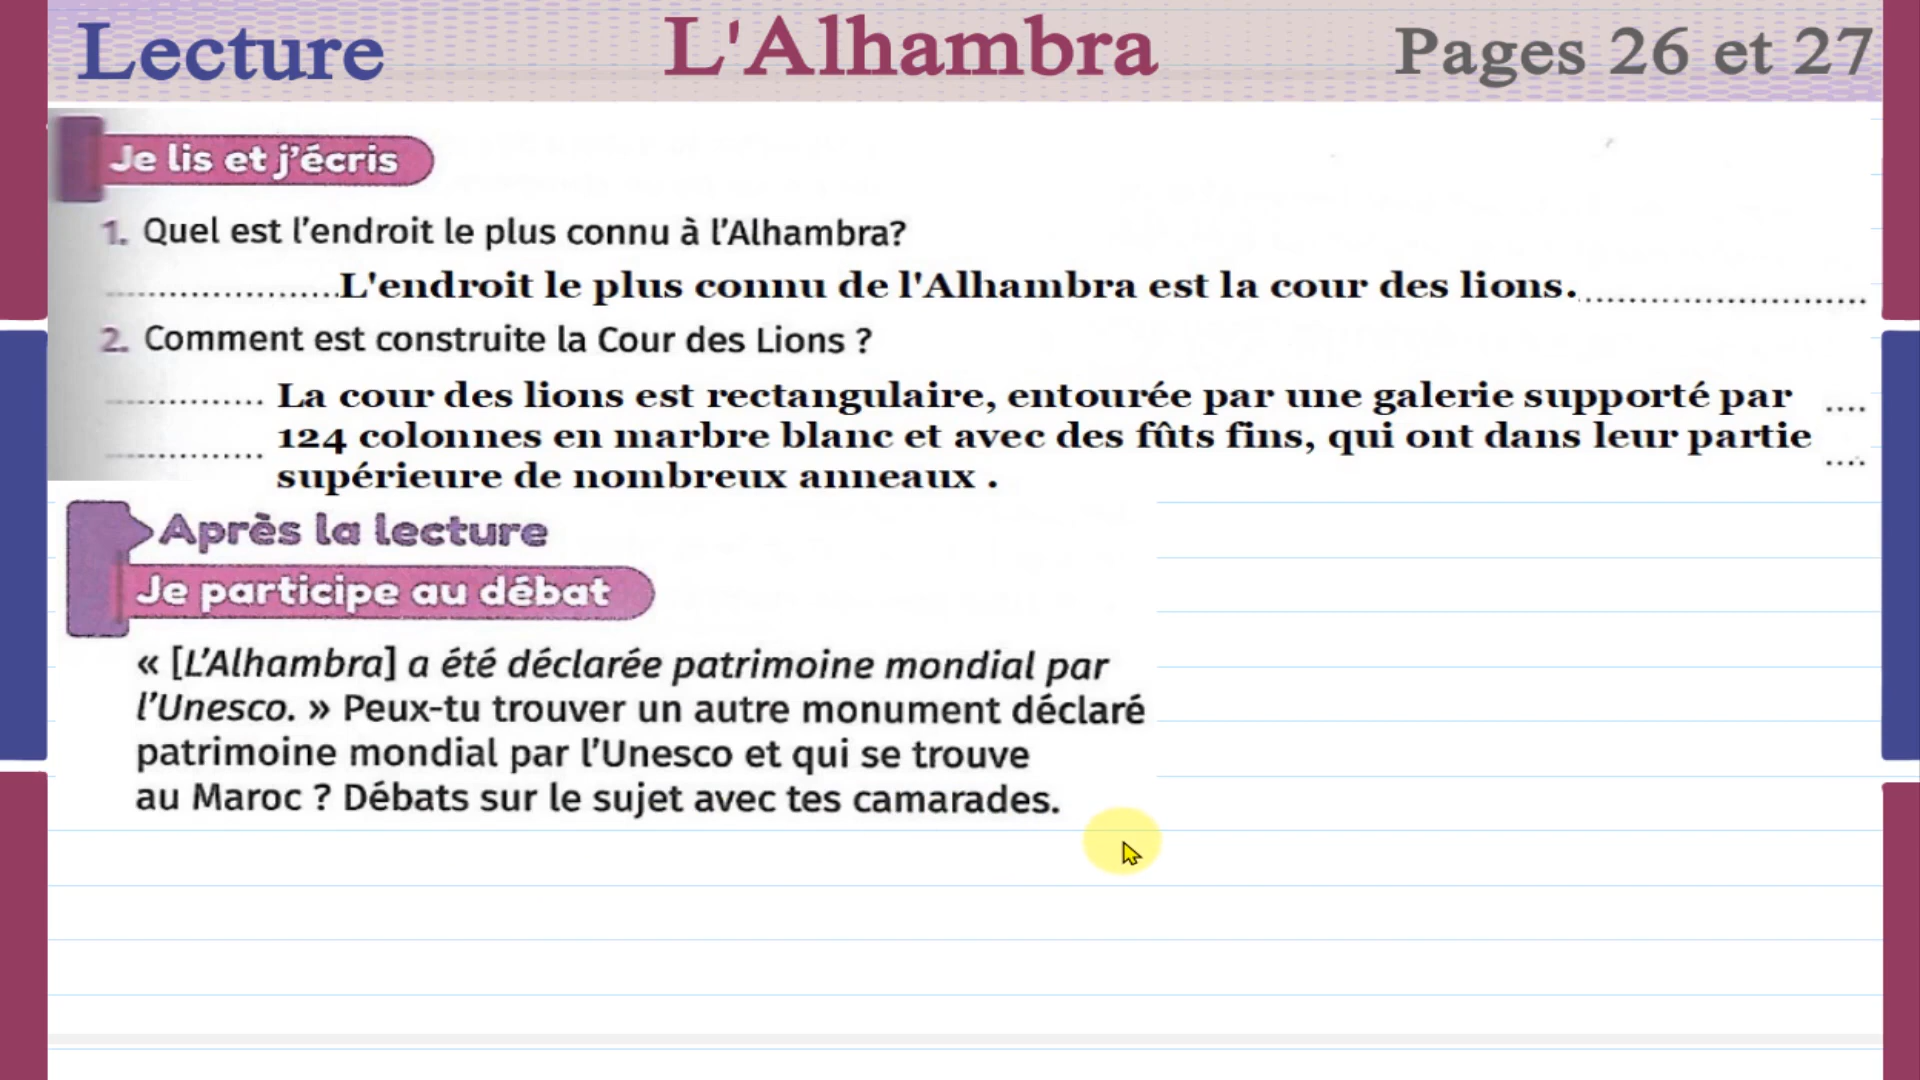 Lecture L'Alhambra Pages 26 et 27
Je lis et j'écris
1. Quel est l'endroit le plus connu à l'Alhambra?
L'endroit le plus connu de l'Alhambra est la cour des lions.
2. Comment est construite la Cour des Lions ?
La cour des lions est rectangulaire, entourée par une galerie supporté par
124 colonnes en marbre blanc et avec des fûts fins, qui ont dans leur partie
supérieure de nombreux anneaux .
Après la lecture
Je participe au débat
« [L'Alhambra] a été déclarée patrimoine mondial par
l'Unesco. » Peux-tu trouver un autre monument déclaré
patrimoine mondial par l'Unesco et qui se trouve
au Maroc ? Débats sur le sujet avec tes camarades.